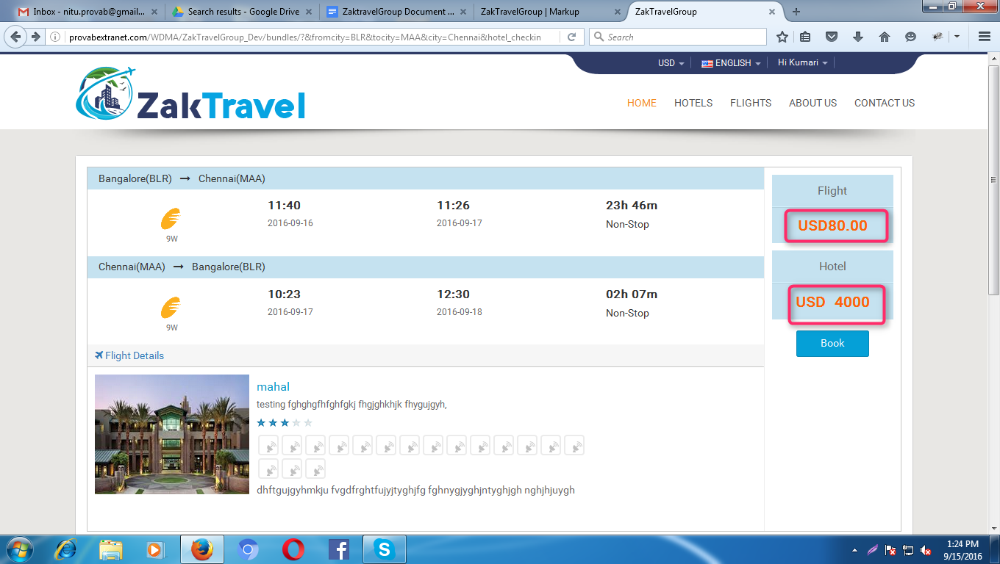 Inbox - nitu.provab@gmail...
Search results - Google Drive
ZaktravelGroup Document ...
ZakTravelGroup | Markup
ZakTravelGroup
provabextranet.com/WDMA/ZakTravelGroup_Dev/bundles/?&fromcity=BLR&tocity=MAA&city=Chennai&hotel_checkin
Search
USD ENGLISH Hi Kumari
ZakTravel
HOME HOTELS FLIGHTS ABOUT US CONTACT US
Bangalore(BLR) → Chennai(MAA)
11:40 11:26 23h 46m
2016-09-16 2016-09-17 Non-Stop
9W
Chennai(MAA) → Bangalore(BLR)
10:23 12:30 02h 07m
2016-09-17 2016-09-18 Non-Stop
9W
Flight Details
Flight
USD80.00
Hotel
USD 4000
Book
mahal
testing fghghgfhfghfgkj fhgjghkhjk fhygujgyh,
dhftgujgyhmkju fvgdfrghtfujyjtyghjfg fghnygjyghjntyghjgh nghjhjuygh
1:24 PM
9/15/2016